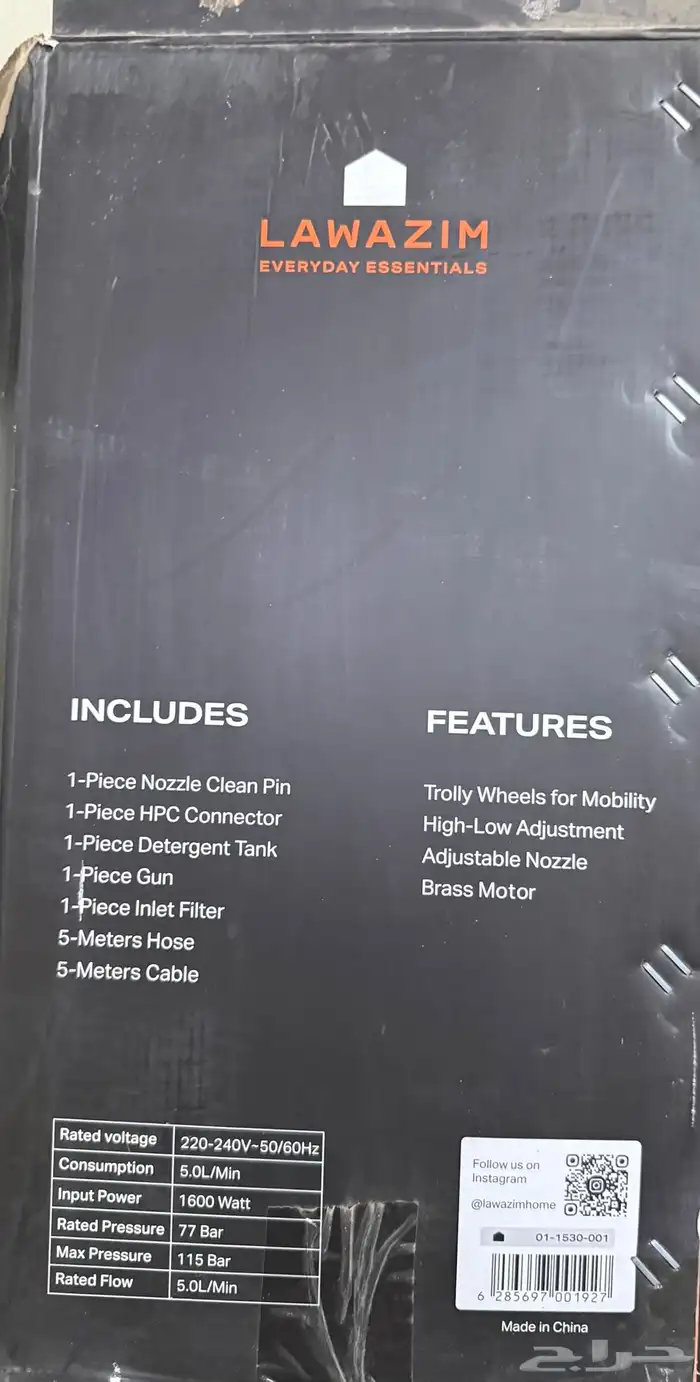 LAWAZIM
EVERYDAY ESSENTIALS
INCLUDES
1-Piece Nozzle Clean Pin
1-Piece HPC Connector
1-Piece Detergent Tank
1-Piece Gun
1-Piece Inlet Filter
5-Meters Hose
5-Meters Cable
FEATURES
Trolly Wheels for Mobility
High-Low Adjustment
Adjustable Nozzle
Brass Motor
Rated voltage 220-240V~50/60Hz
Consumption 5.0L/Min
Input Power 1600 Watt
Rated Pressure 77 Bar
Max Pressure 115 Bar
Rated Flow 5.0L/Min
Follow us on
Instagram
@lawazimhome
01-1530-001
6 285697 001927
Made in China
حراج